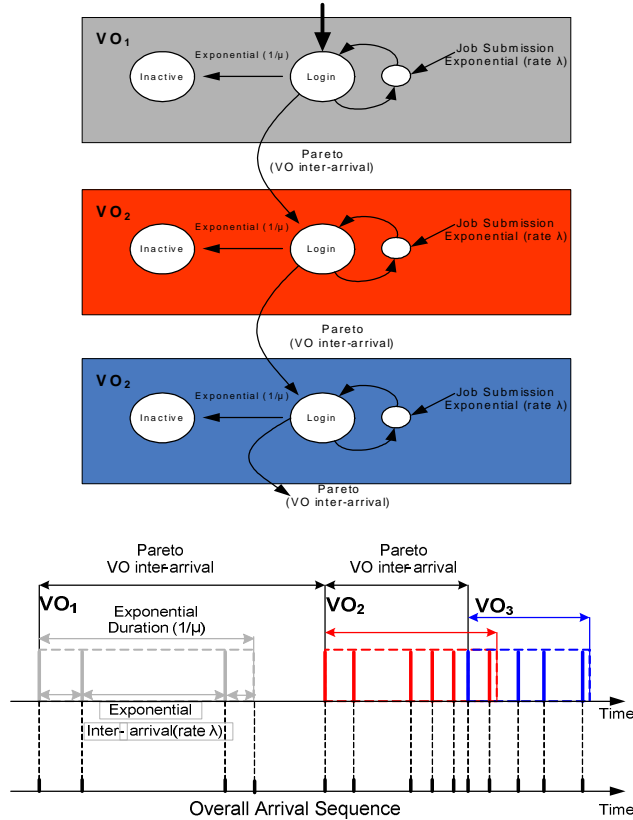 VO1
Exponential (1/μ)
Inactive
Login
Job Submission
Exponential (rate λ)
Pareto
(VO inter-arrival)
VO2
Exponential (1/μ)
Inactive
Login
Job Submission
Exponential (rate λ)
Pareto
(VO inter-arrival)
VO2
Exponential (1/μ)
Inactive
Login
Job Submission
Exponential (rate λ)
Pareto
(VO inter-arrival)
Pareto
VO inter-arrival
Pareto
VO inter-arrival
VO1
VO2
VO3
Exponential
Duration (1/μ)
Exponential
Inter-arrival(rate λ)
Time
Overall Arrival Sequence
Time